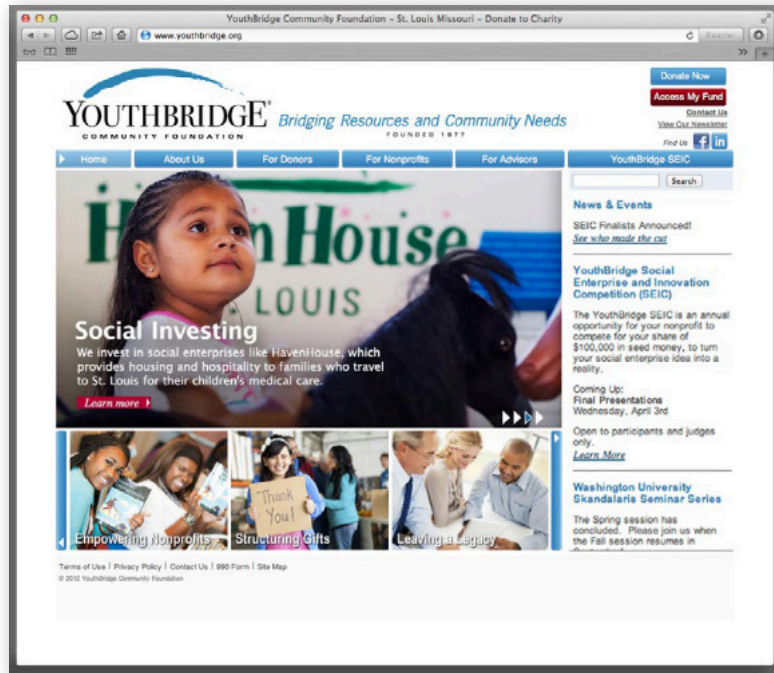 YouthBridge Community Foundation – St. Louis Missouri – Donate to Charity
www.youthbridge.org
Reader
Donate Now
Access My Fund
Contact Us
View Our Newsletter
Find Us f in
YOUTHBRIDGE
COMMUNITY FOUNDATION
Bridging Resources and Community Needs
FOUNDED 1877
Home About Us For Donors For Nonprofits For Advisors YouthBridge SEIC
HavenHouse
LOUIS
Social Investing
We invest in social enterprises like HavenHouse, which
provides housing and hospitality to families who travel
to St. Louis for their children's medical care.
Learn more
Thank
You!
Empowering Nonprofits
Structuring Gifts
Leaving a Legacy
Search
News & Events
SEIC Finalists Announced!
See who made the cut
YouthBridge Social
Enterprise and Innovation
Competition (SEIC)
The YouthBridge SEIC is an annual
opportunity for your nonprofit to
compete for your share of
$100,000 in seed money, to turn
your social enterprise idea into a
reality.
Coming Up:
Final Presentations
Wednesday, April 3rd
Open to participants and judges
only.
Learn More
Washington University
Skandalaris Seminar Series
The Spring session has
concluded. Please join us when
the Fall session resumes in
Terms of Use | Privacy Policy | Contact Us | 990 Form | Site Map
© 2012 YouthBridge Community Foundation